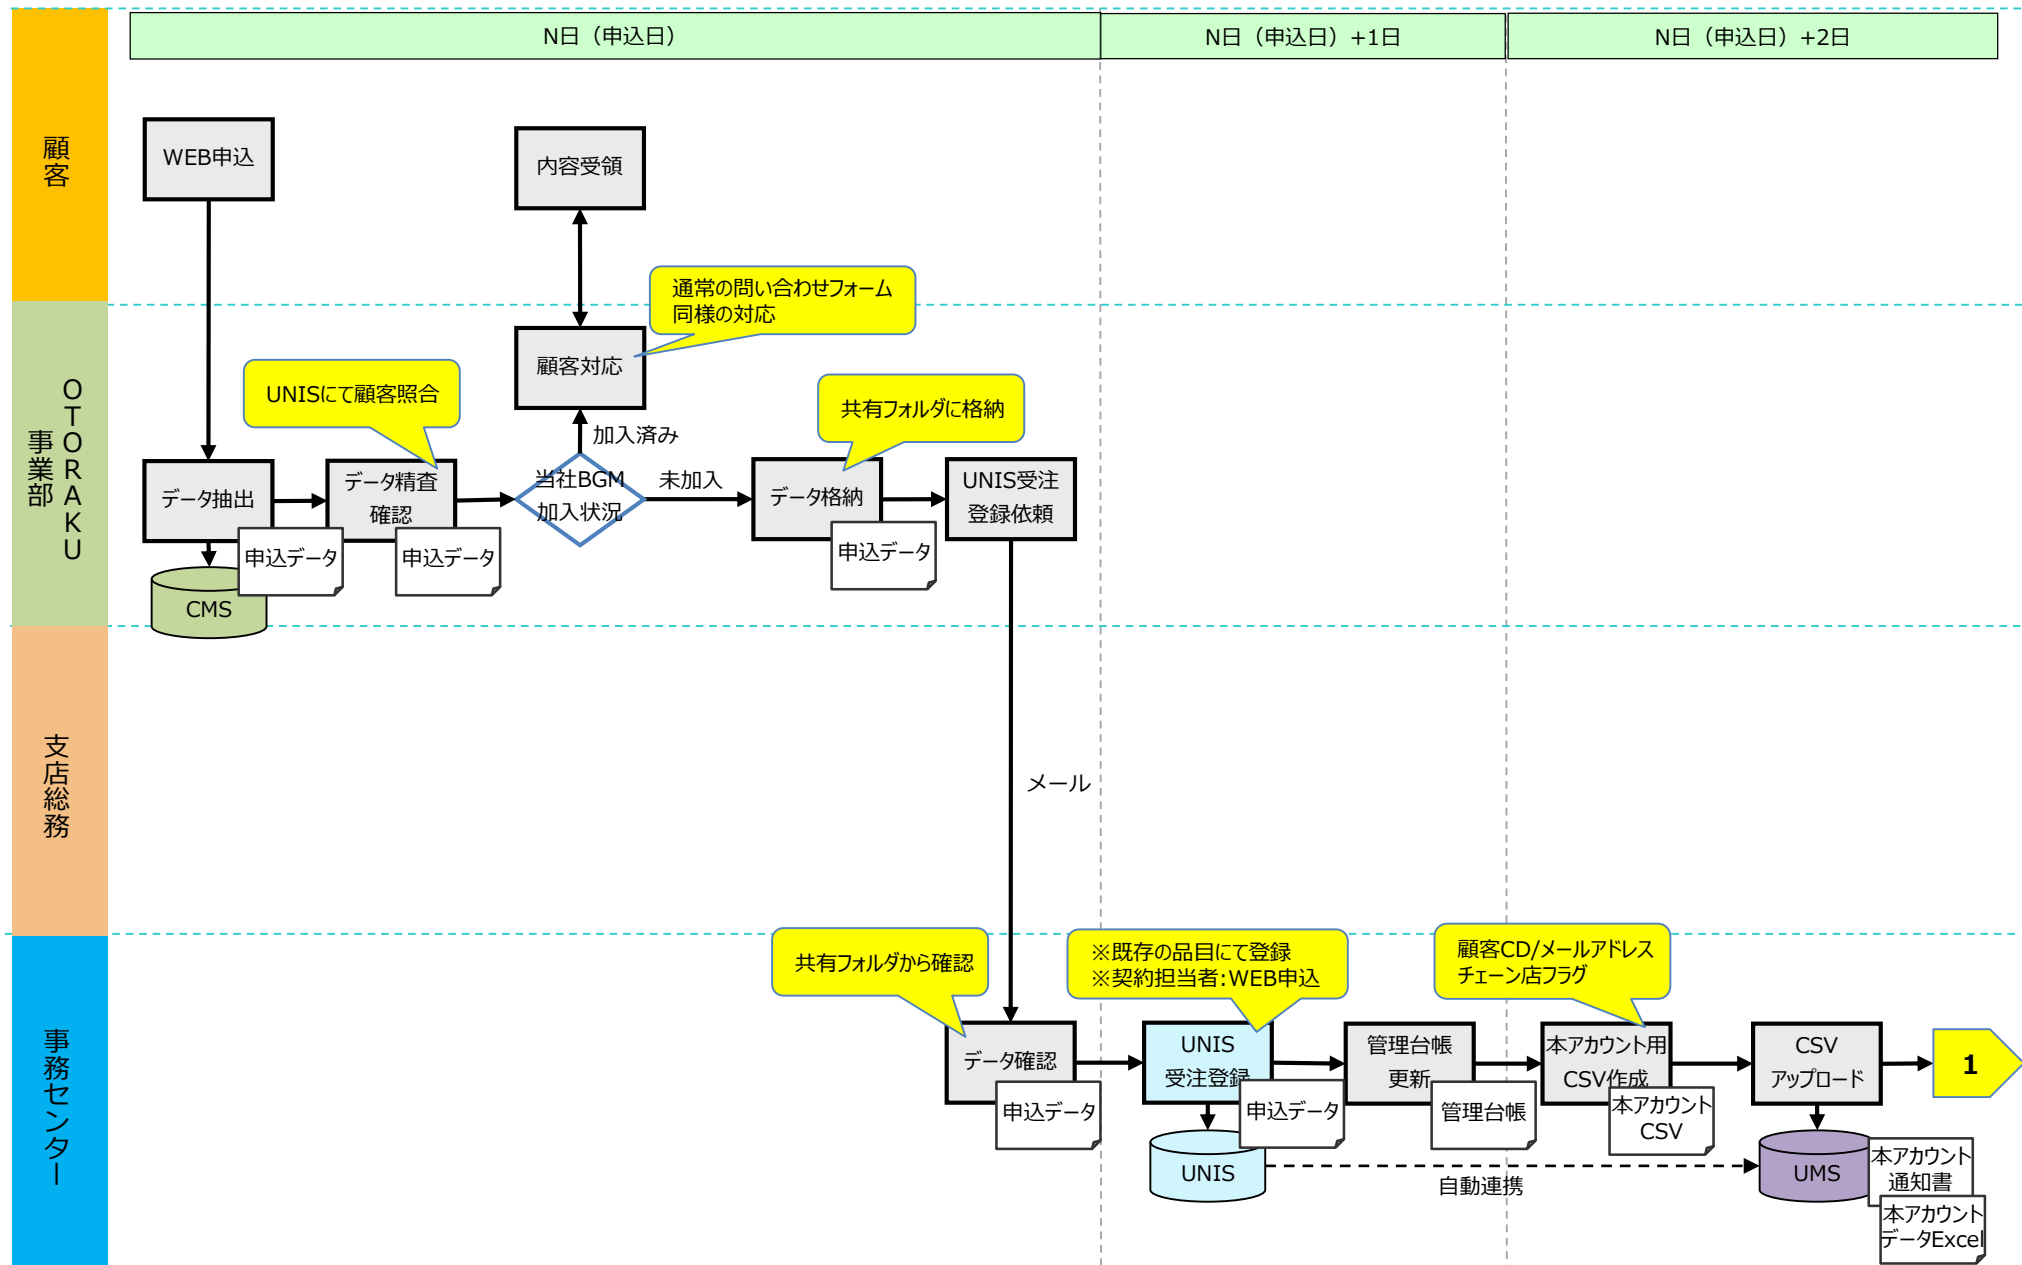 N日（申込日）
N日（申込日）+1日
N日（申込日）+2日
顧客
WEB申込
内容受領
通常の問い合わせフォーム
同様の対応
OTORAKU
事業部
顧客対応
UNISにて顧客照合
共有フォルダに格納
加入済み
データ抽出
データ精査
確認
当社BGM
加入状況
未加入
データ格納
UNIS受注
登録依頼
申込データ
申込データ
申込データ
CMS
支店総務
メール
事務センター
共有フォルダから確認
※既存の品目にて登録
※契約担当者:WEB申込
顧客CD/メールアドレス
チェーン店フラグ
データ確認
UNIS
受注登録
管理台帳
更新
本アカウント用
CSV作成
CSV
アップロード
1
申込データ
申込データ
管理台帳
本アカウント
CSV
UNIS
自動連携
UMS
本アカウント
通知書
本アカウント
データExcel